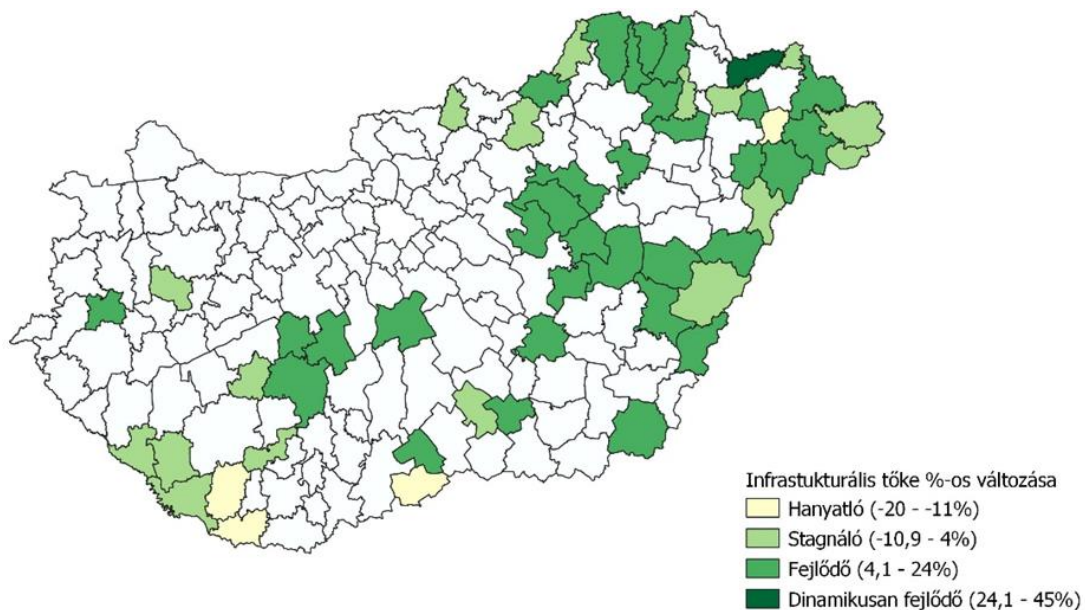 Infrastukturális tőke %-os változása
Hanyatló (-20 - -11%)
Stagnáló (-10,9 - 4%)
Fejlődő (4,1 - 24%)
Dinamikusan fejlődő (24,1 - 45%)